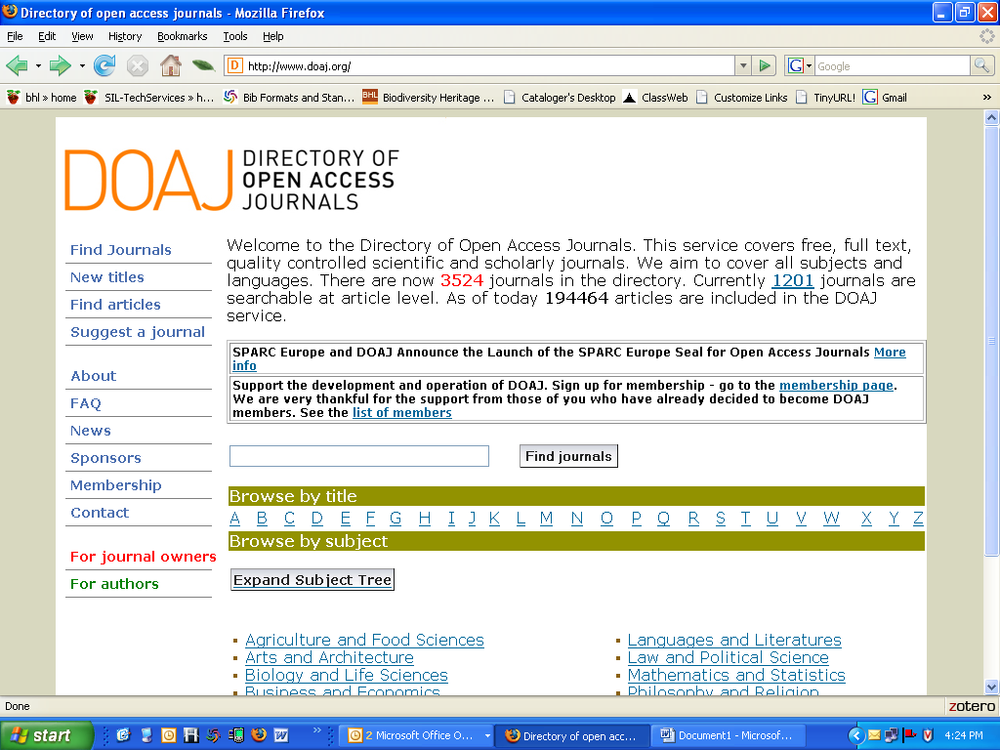 Directory of open access journals - Mozilla Firefox
File Edit View History Bookmarks Tools Help
D http://www.doaj.org/ G Google
bhl » home SIL-TechServices » h... Bib Formats and Stan... BHL Biodiversity Heritage ... Cataloger's Desktop ClassWeb Customize Links TinyURL! G Gmail »
DOAJ DIRECTORY OF
OPEN ACCESS
JOURNALS
Find Journals
New titles
Find articles
Suggest a journal
About
FAQ
News
Sponsors
Membership
Contact
For journal owners
For authors
Welcome to the Directory of Open Access Journals. This service covers free, full text,
quality controlled scientific and scholarly journals. We aim to cover all subjects and
languages. There are now 3524 journals in the directory. Currently 1201 journals are
searchable at article level. As of today 194464 articles are included in the DOAJ
service.
SPARC Europe and DOAJ Announce the Launch of the SPARC Europe Seal for Open Access Journals More
info
Support the development and operation of DOAJ. Sign up for membership - go to the membership page.
We are very thankful for the support from those of you who have already decided to become DOAJ
members. See the list of members
Find journals
Browse by title
A B C D E F G H I J K L M N O P Q R S T U V W X Y Z
Browse by subject
Expand Subject Tree
Agriculture and Food Sciences
Arts and Architecture
Biology and Life Sciences
Business and Economics
Languages and Literatures
Law and Political Science
Mathematics and Statistics
Philosophy and Religion
Done zotero
start » 2 Microsoft Office O... Directory of open acc... Document1 - Microsof... 4:24 PM